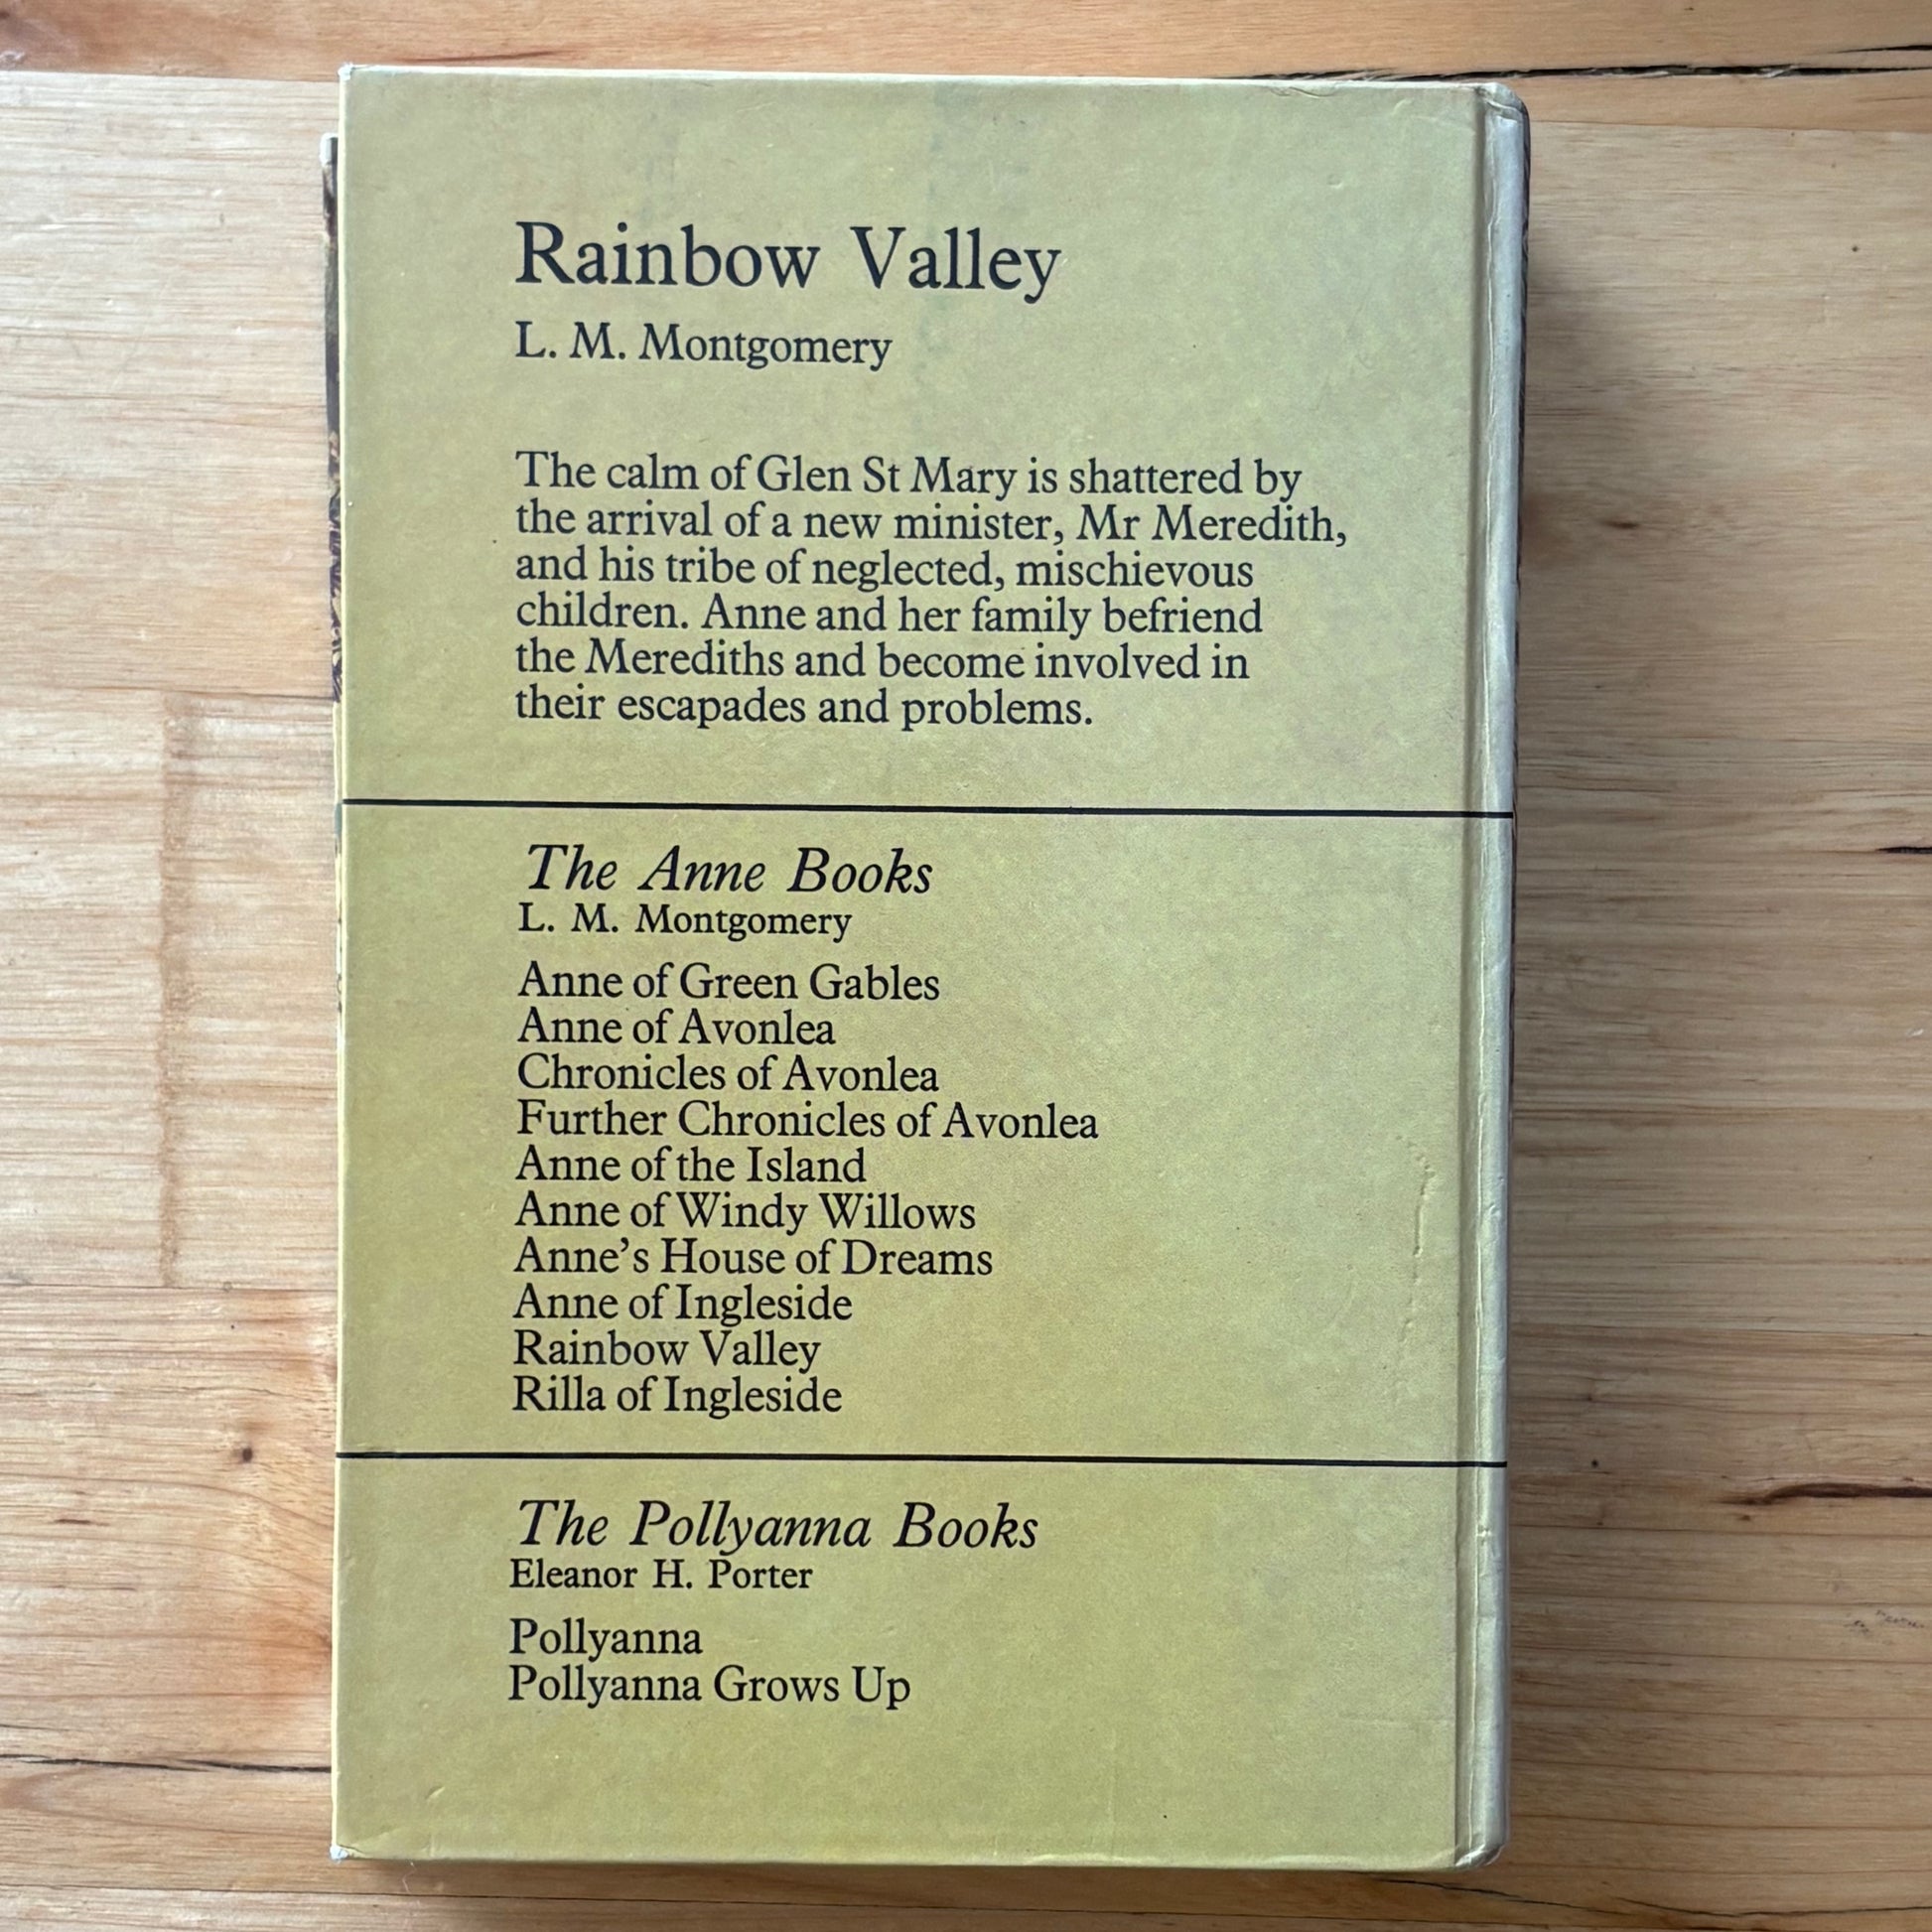 Rainbow Valley
L. M. Montgomery
The calm of Glen St Mary is shattered by
the arrival of a new minister, Mr Meredith,
and his tribe of neglected, mischievous
children. Anne and her family befriend
the Merediths and become involved in
their escapades and problems.
The Anne Books
L. M. Montgomery
Anne of Green Gables
Anne of Avonlea
Chronicles of Avonlea
Further Chronicles of Avonlea
Anne of the Island
Anne of Windy Willows
Anne's House of Dreams
Anne of Ingleside
Rainbow Valley
Rilla of Ingleside
The Pollyanna Books
Eleanor H. Porter
Pollyanna
Pollyanna Grows Up